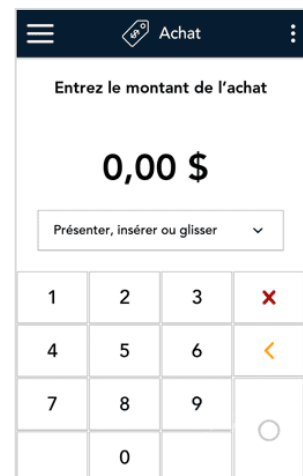 Achat
Entrez le montant de l'achat
0,00 $
Présenter, insérer ou glisser
1 2 3
4 5 6
7 8 9
0